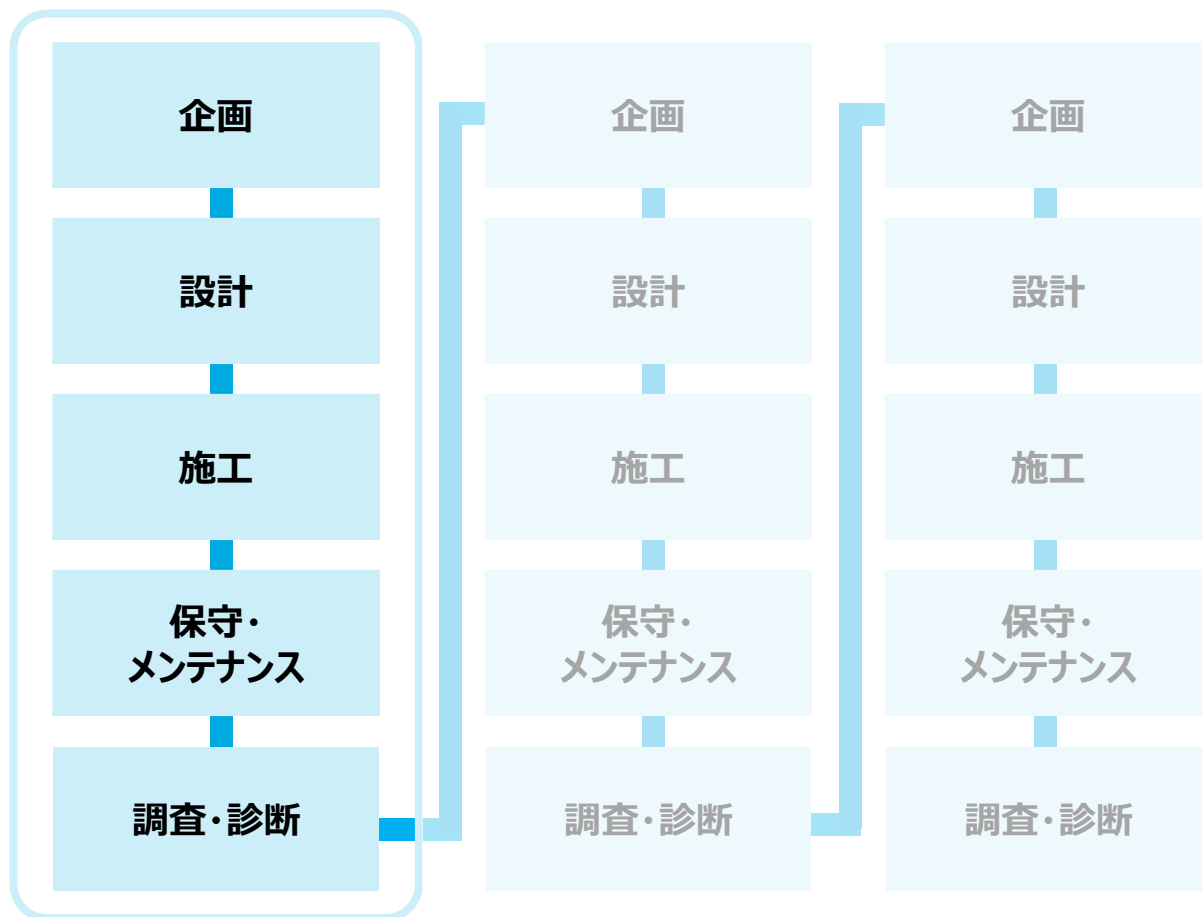 企画
設計
施工
保守・
メンテナンス
調査・診断
企画
設計
施工
保守・
メンテナンス
調査・診断
企画
設計
施工
保守・
メンテナンス
調査・診断